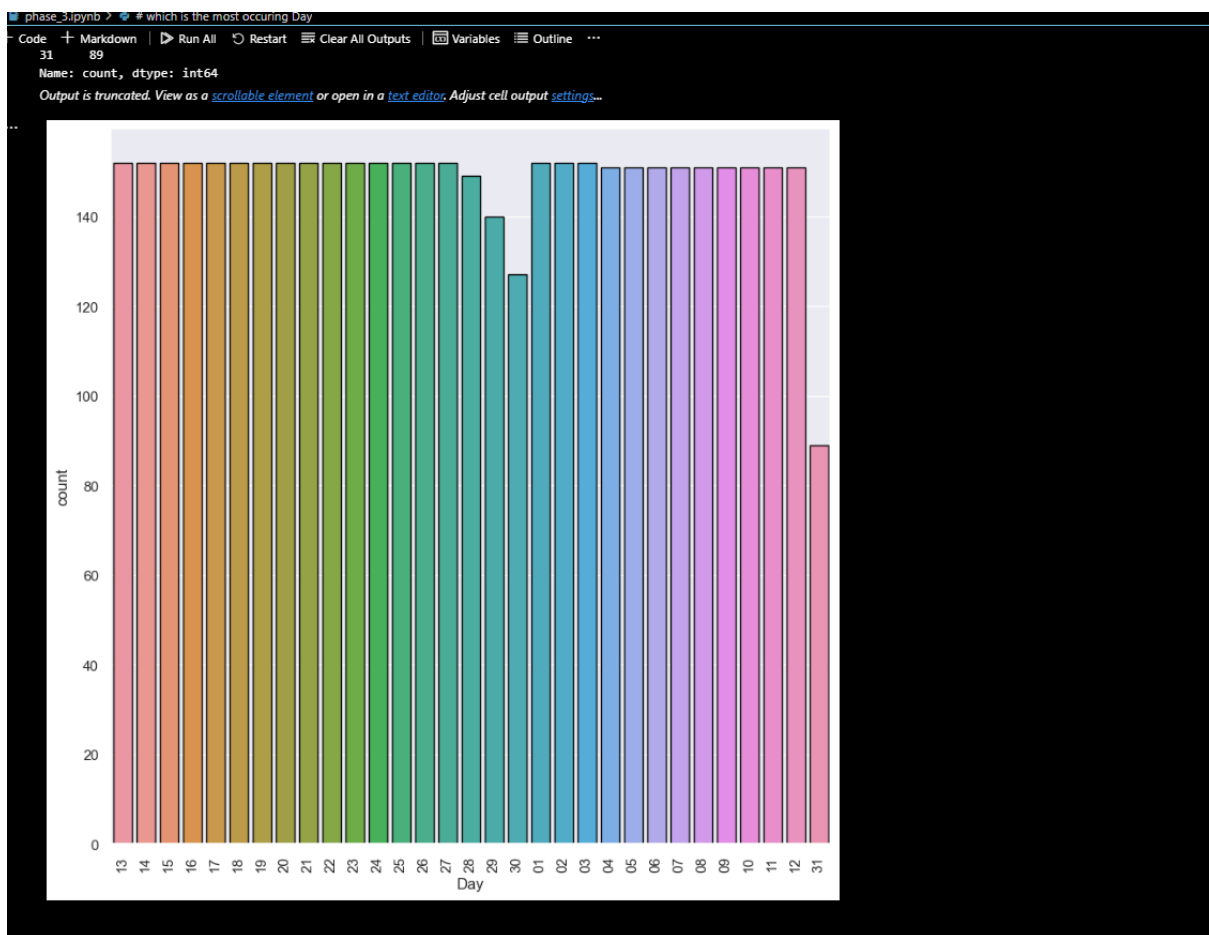 phase_3.ipynb > # which is the most occuring Day
Code + Markdown | Run All Restart Clear All Outputs | Variables Outline ...
31 89
Name: count, dtype: int64
Output is truncated. View as a scrollable element or open in a text editor. Adjust cell output settings...
...
140
120
100
80
60
40
20
0
count
13 14 15 16 17 18 19 20 21 22 23 24 25 26 27 28 29 30 01 02 03 04 05 06 07 08 09 10 11 12 31
Day